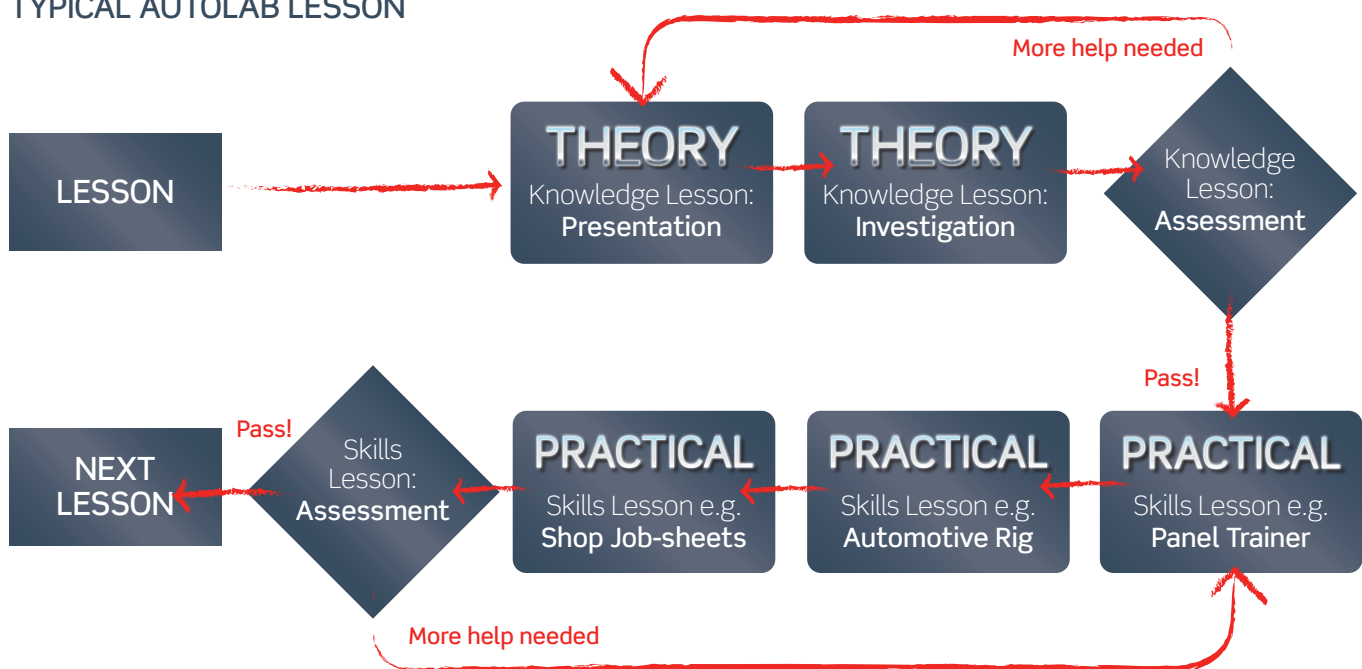 TYPICAL AUTOLAB LESSON
More help needed
LESSON
THEORY
Knowledge Lesson:
Presentation
THEORY
Knowledge Lesson:
Investigation
Knowledge
Lesson:
Assessment
Pass!
NEXT
LESSON
Pass!
Skills
Lesson:
Assessment
PRACTICAL
Skills Lesson e.g.
Shop Job-sheets
PRACTICAL
Skills Lesson e.g.
Automotive Rig
PRACTICAL
Skills Lesson e.g.
Panel Trainer
More help needed